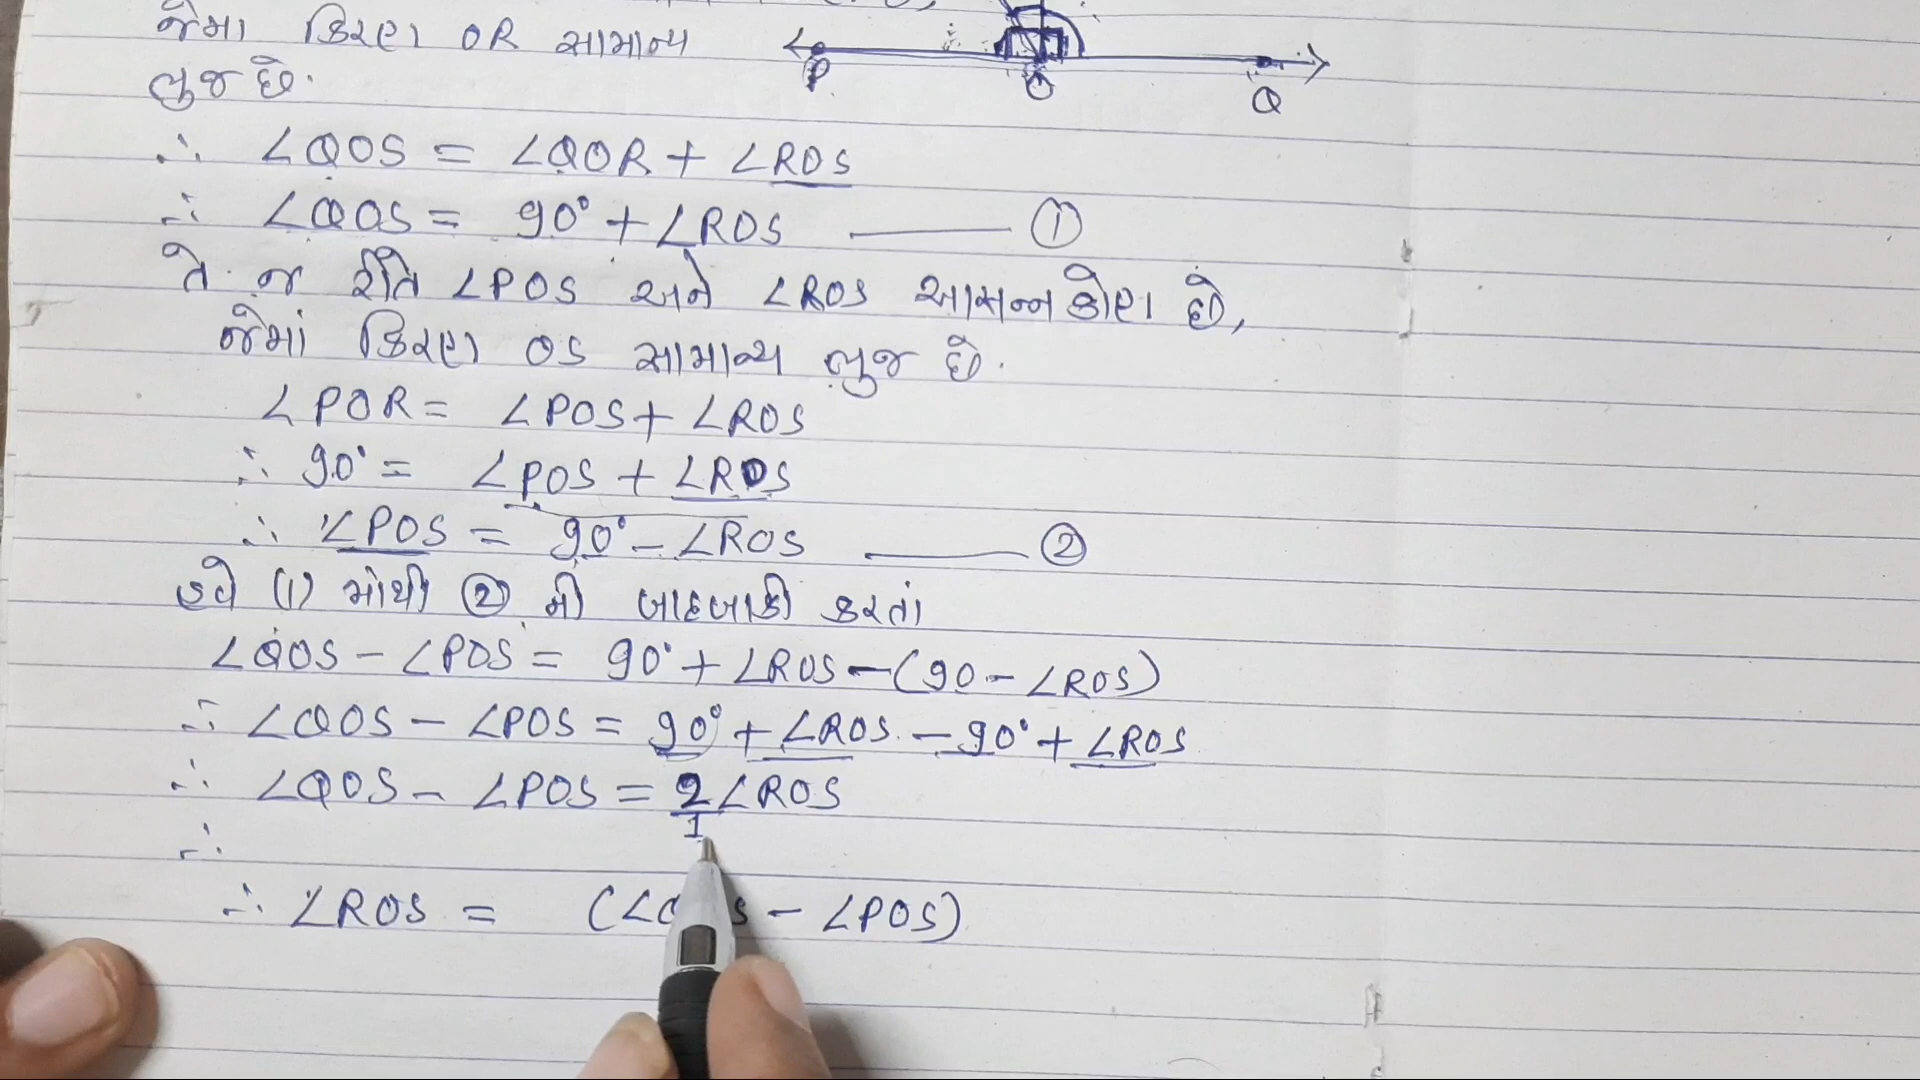 જેમા કિરણ OR સામાન્ય
ભુજ છે.
P O Q
∴ ∠QOS = ∠QOR + ∠ROS
∴ ∠QOS = 90° + ∠ROS ——— ①
તે જ રીતે ∠POS અને ∠ROS આસન્નકોણ છે,
જેમાં કિરણ OS સામાન્ય ભુજ છે.
∠POR = ∠POS + ∠ROS
∴ 90° = ∠POS + ∠ROS
∴ ∠POS = 90° - ∠ROS ——— ②
હવે (1) માંથી ② ની બાદબાકી કરતાં
∠QOS - ∠POS = 90° + ∠ROS - (90 - ∠ROS)
∴ ∠QOS - ∠POS = 90° + ∠ROS - 90° + ∠ROS
∴ ∠QOS - ∠POS = 2∠ROS
∴ 1
∴ ∠ROS = - ∠POS)